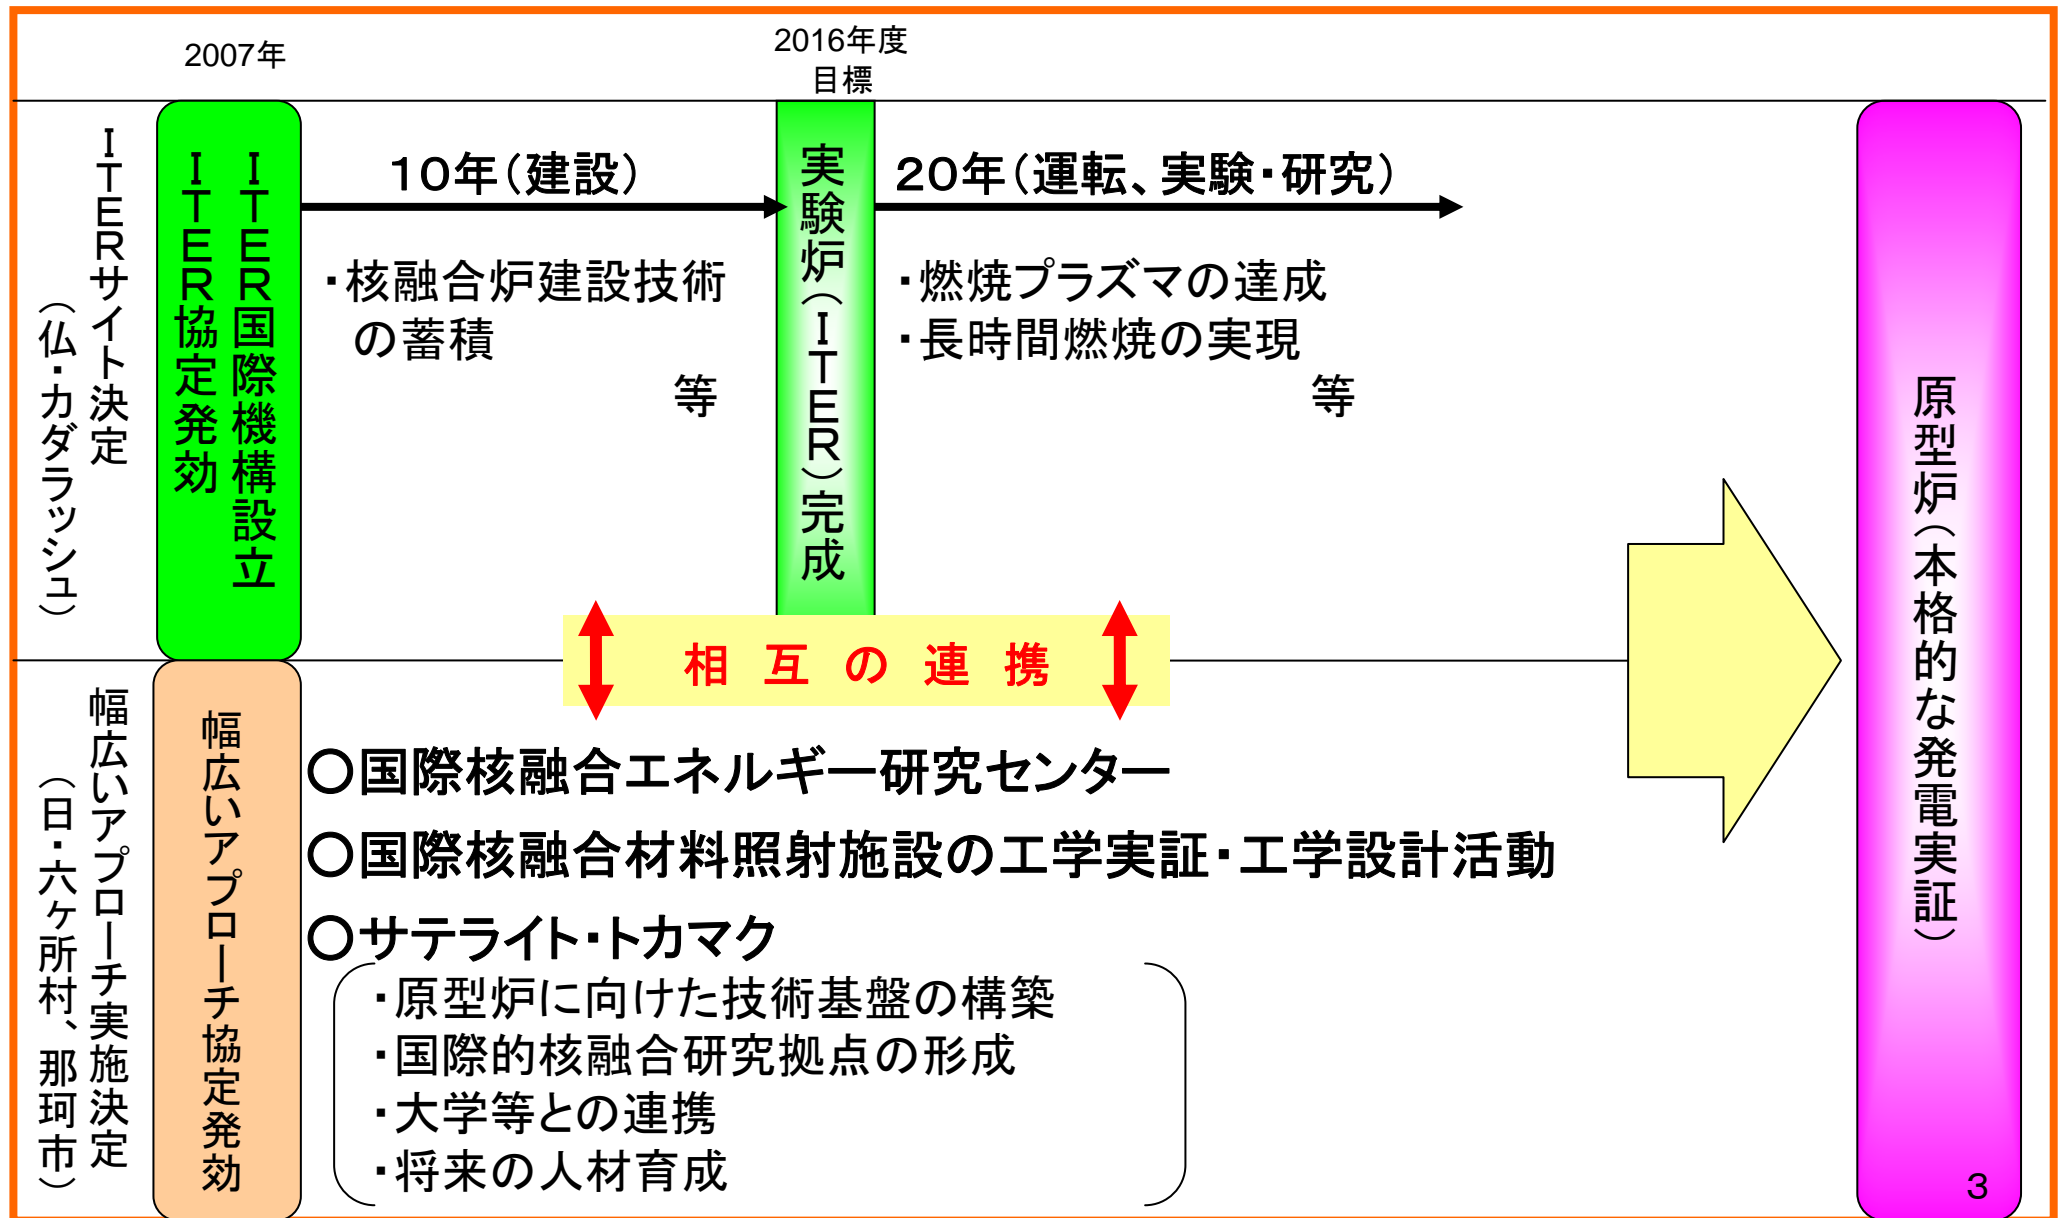 2007年
2016年度
目標
ITERサイト決定
(仏・カダラッシュ)
ITER国際機構設立
ITER協定発効
10年(建設)
・核融合炉建設技術
の蓄積
等
実験炉(ITER)完成
20年(運転、実験・研究)
・燃焼プラズマの達成
・長時間燃焼の実現
等
相互の連携
幅広いアプローチ実施決定
(日・六ヶ所村、那珂市)
幅広いアプローチ協定発効
○国際核融合エネルギー研究センター
○国際核融合材料照射施設の工学実証・工学設計活動
○サテライト・トカマク
・原型炉に向けた技術基盤の構築
・国際的核融合研究拠点の形成
・大学等との連携
・将来の人材育成
原型炉(本格的な発電実証)
3